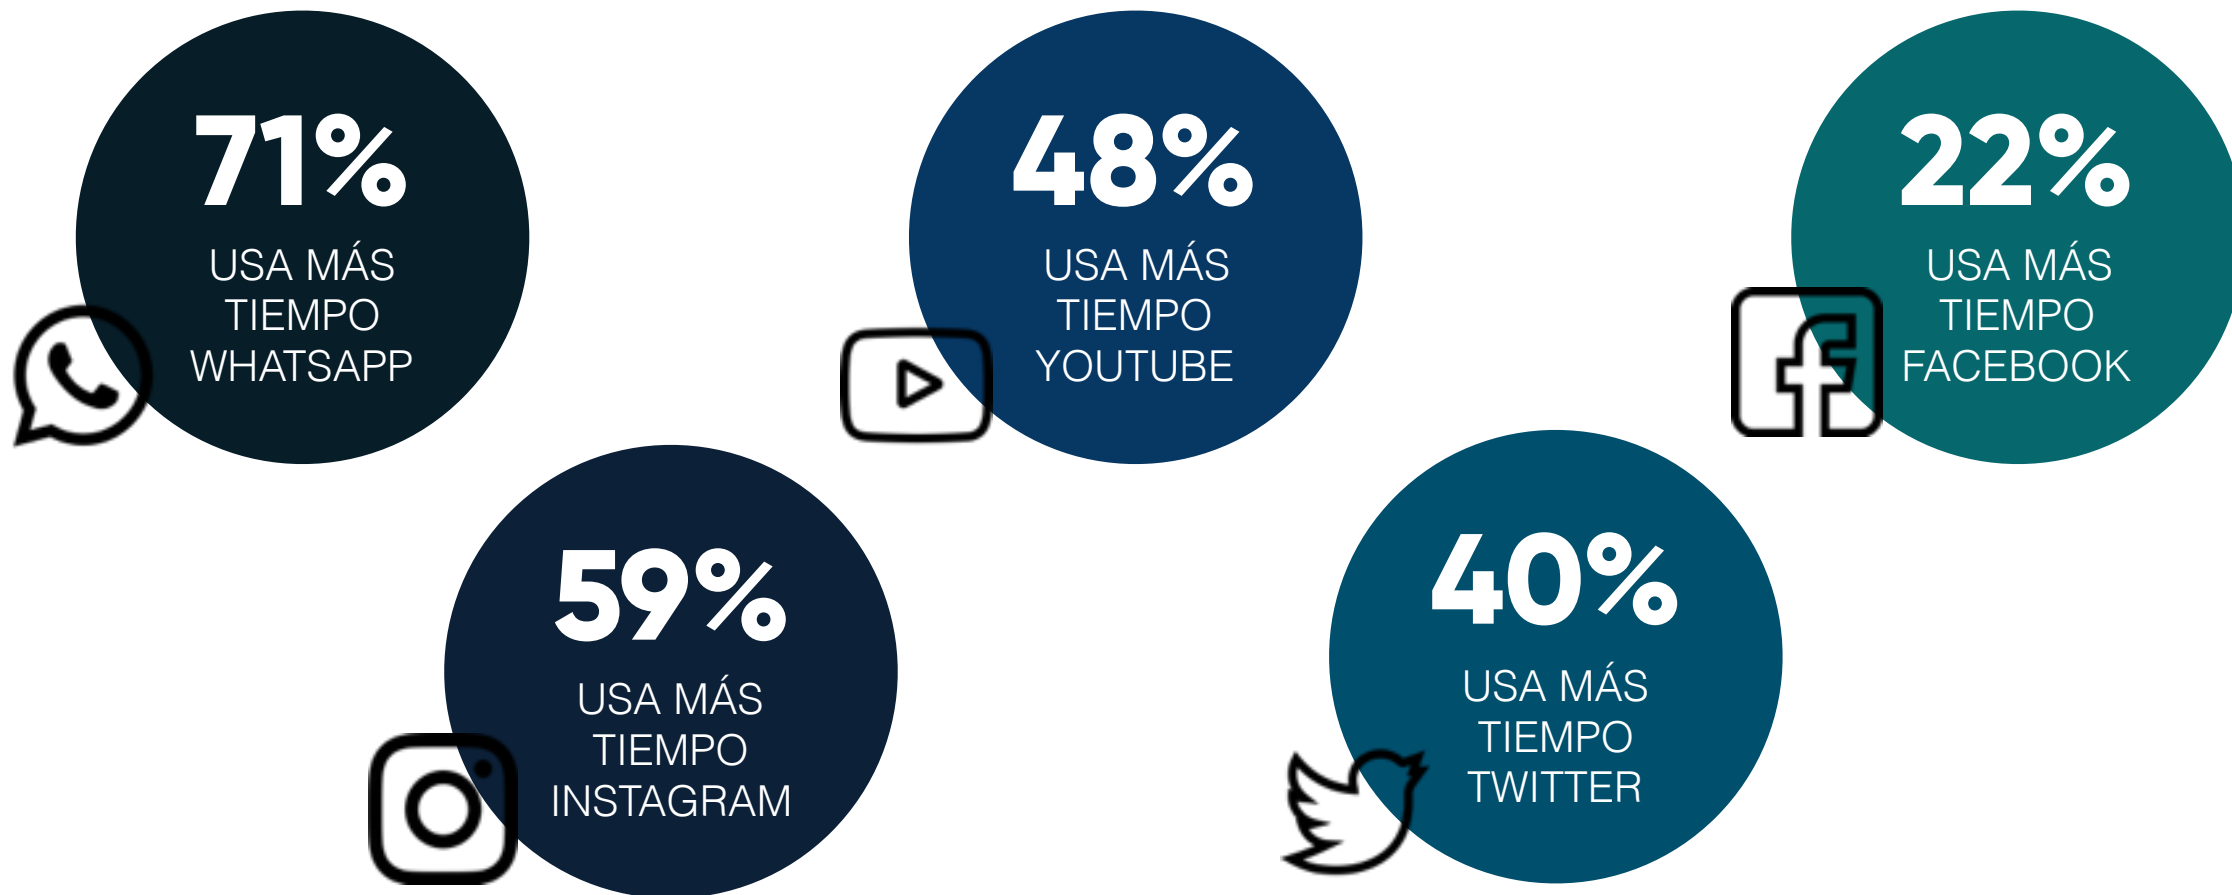 71%
USA MÁS
TIEMPO
WHATSAPP
59%
USA MÁS
TIEMPO
INSTAGRAM
48%
USA MÁS
TIEMPO
YOUTUBE
40%
USA MÁS
TIEMPO
TWITTER
22%
USA MÁS
TIEMPO
FACEBOOK